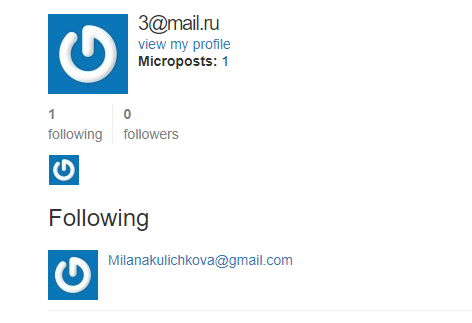 3@mail.ru
view my profile
Microposts: 1
1 0
following followers
Following
Milanakulichkova@gmail.com